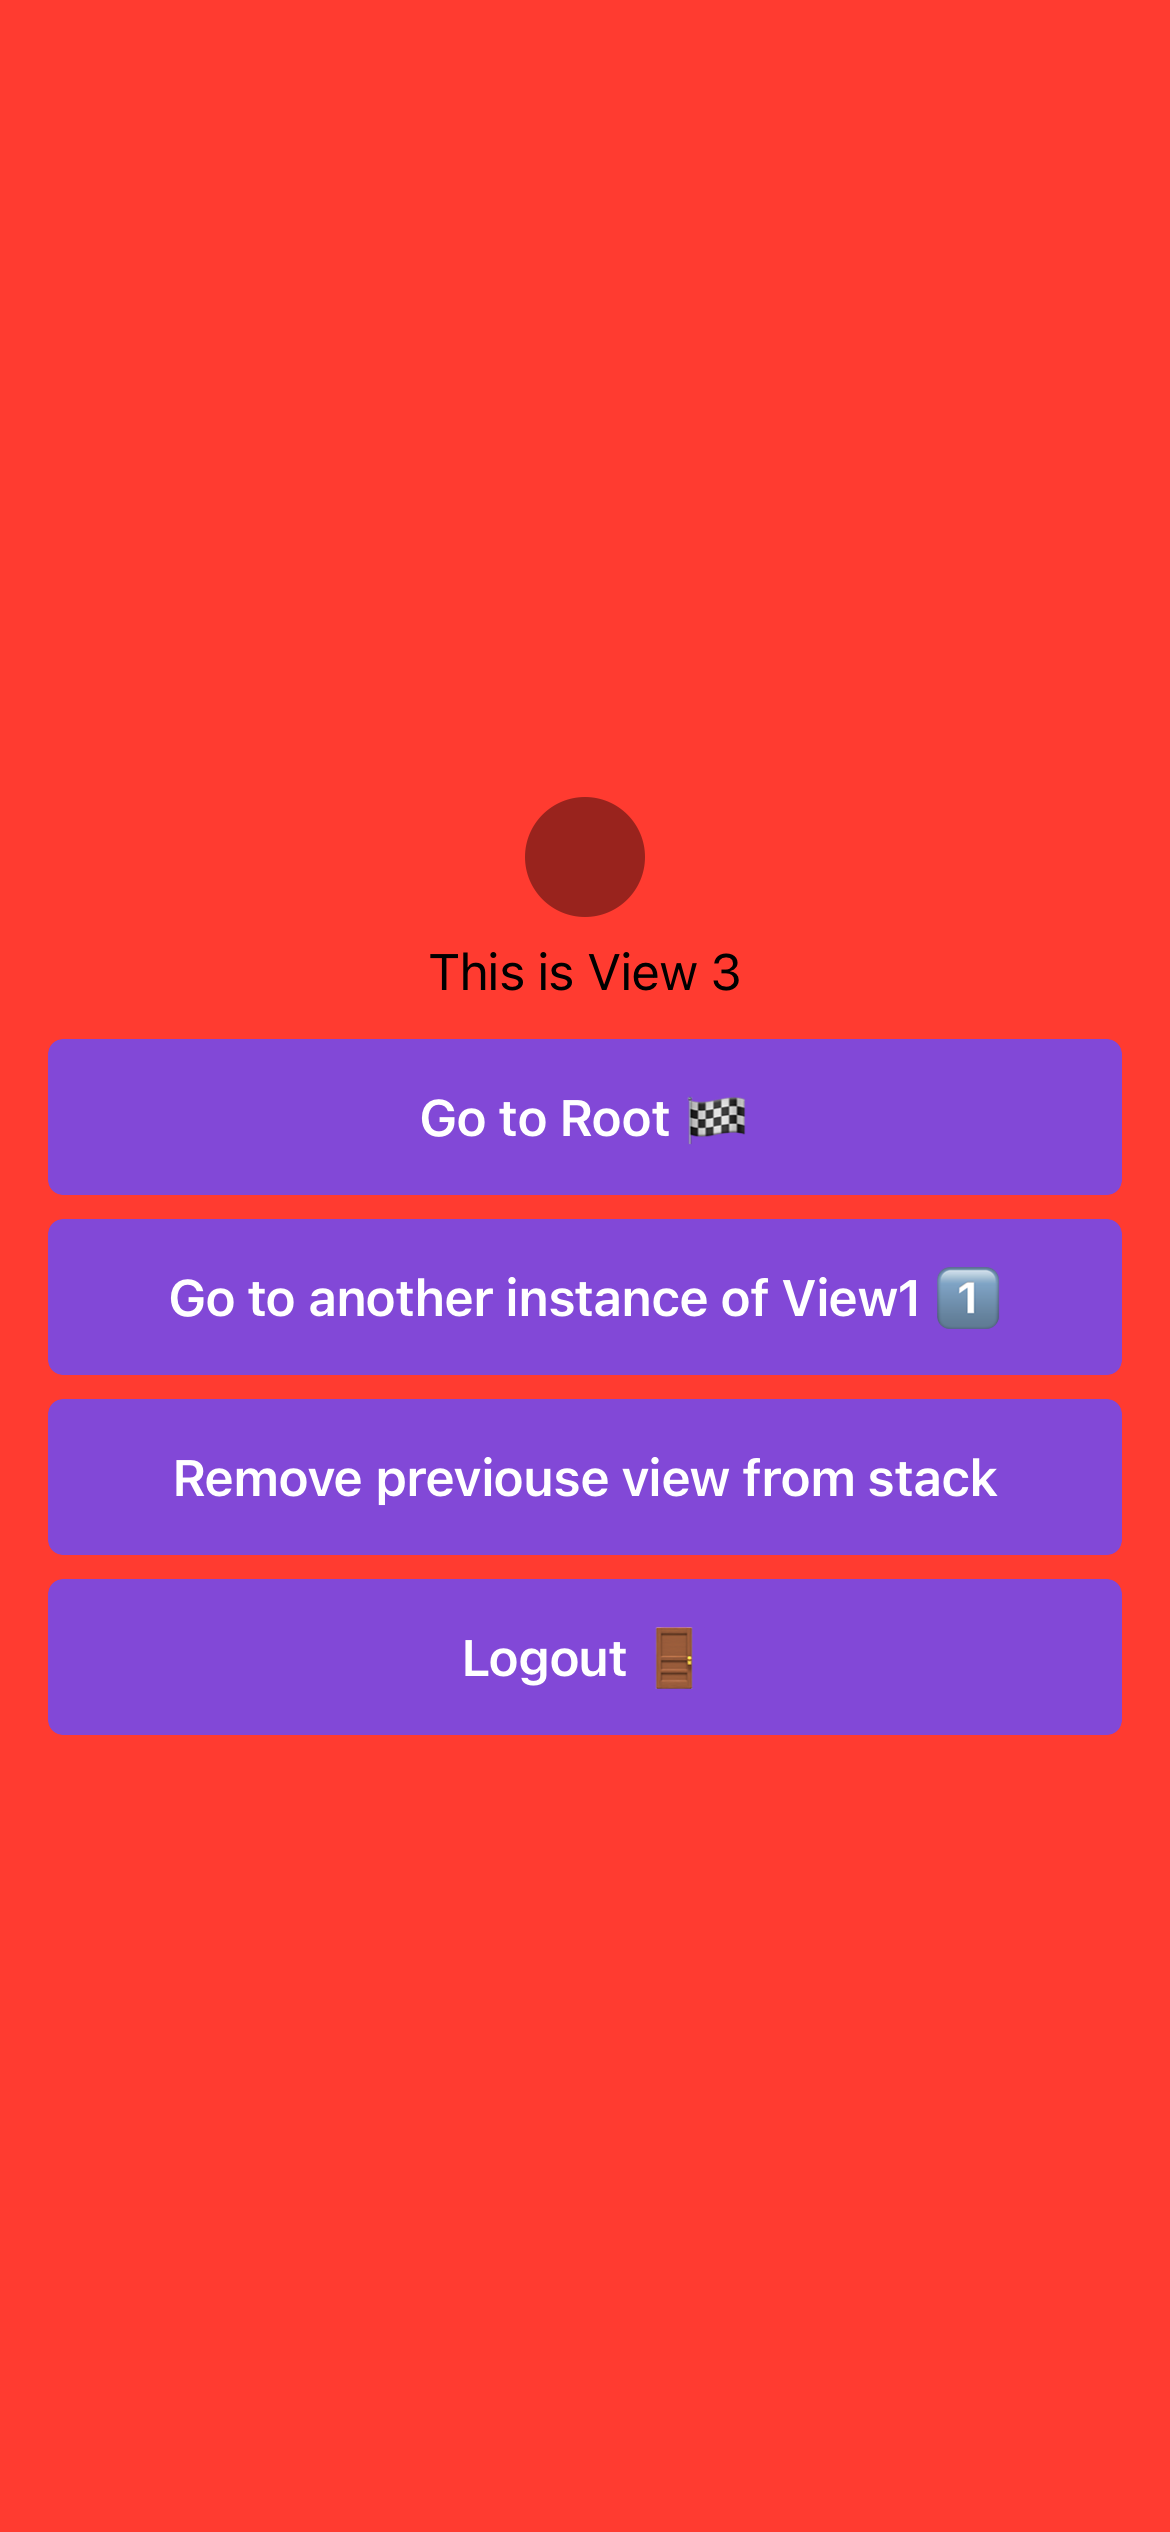 This is View 3
Go to Root 🏁
Go to another instance of View1 1️⃣
Remove previouse view from stack
Logout 🚪